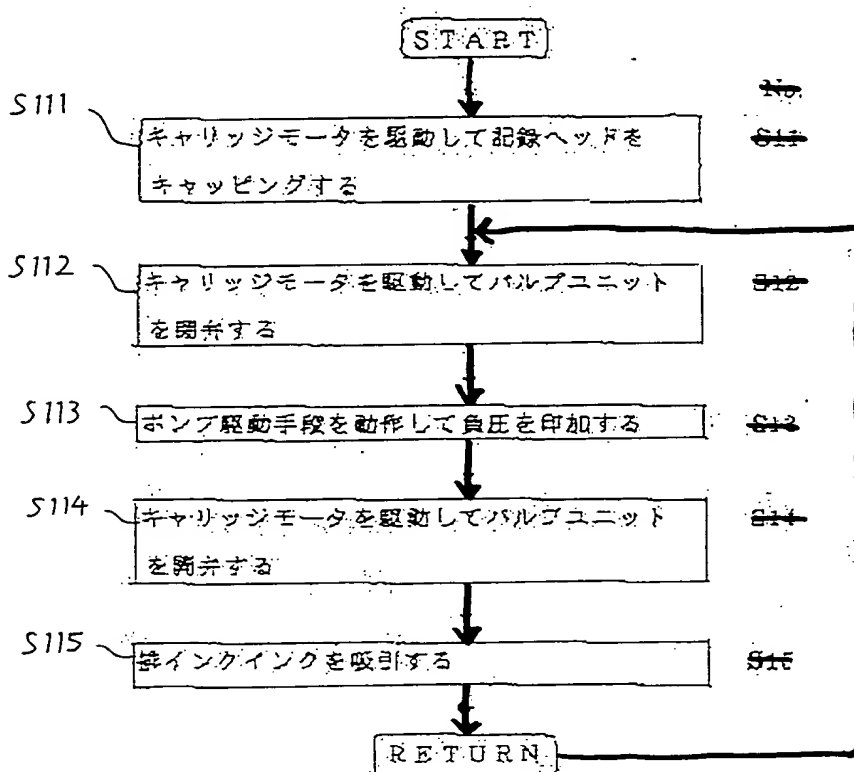 START
No.
S111
キャリッジモータを駆動して記録ヘッドを
S11
キャッピングする
S112
キャリッジモータを駆動してバルブユニット
S12
を閉弁する
S113
ポンプ駆動手段を動作して負圧を印加する
S13
S114
キャリッジモータを駆動してバルブユニット
S14
を開弁する
S115
排インクインクを吸引する
S15
RETURN